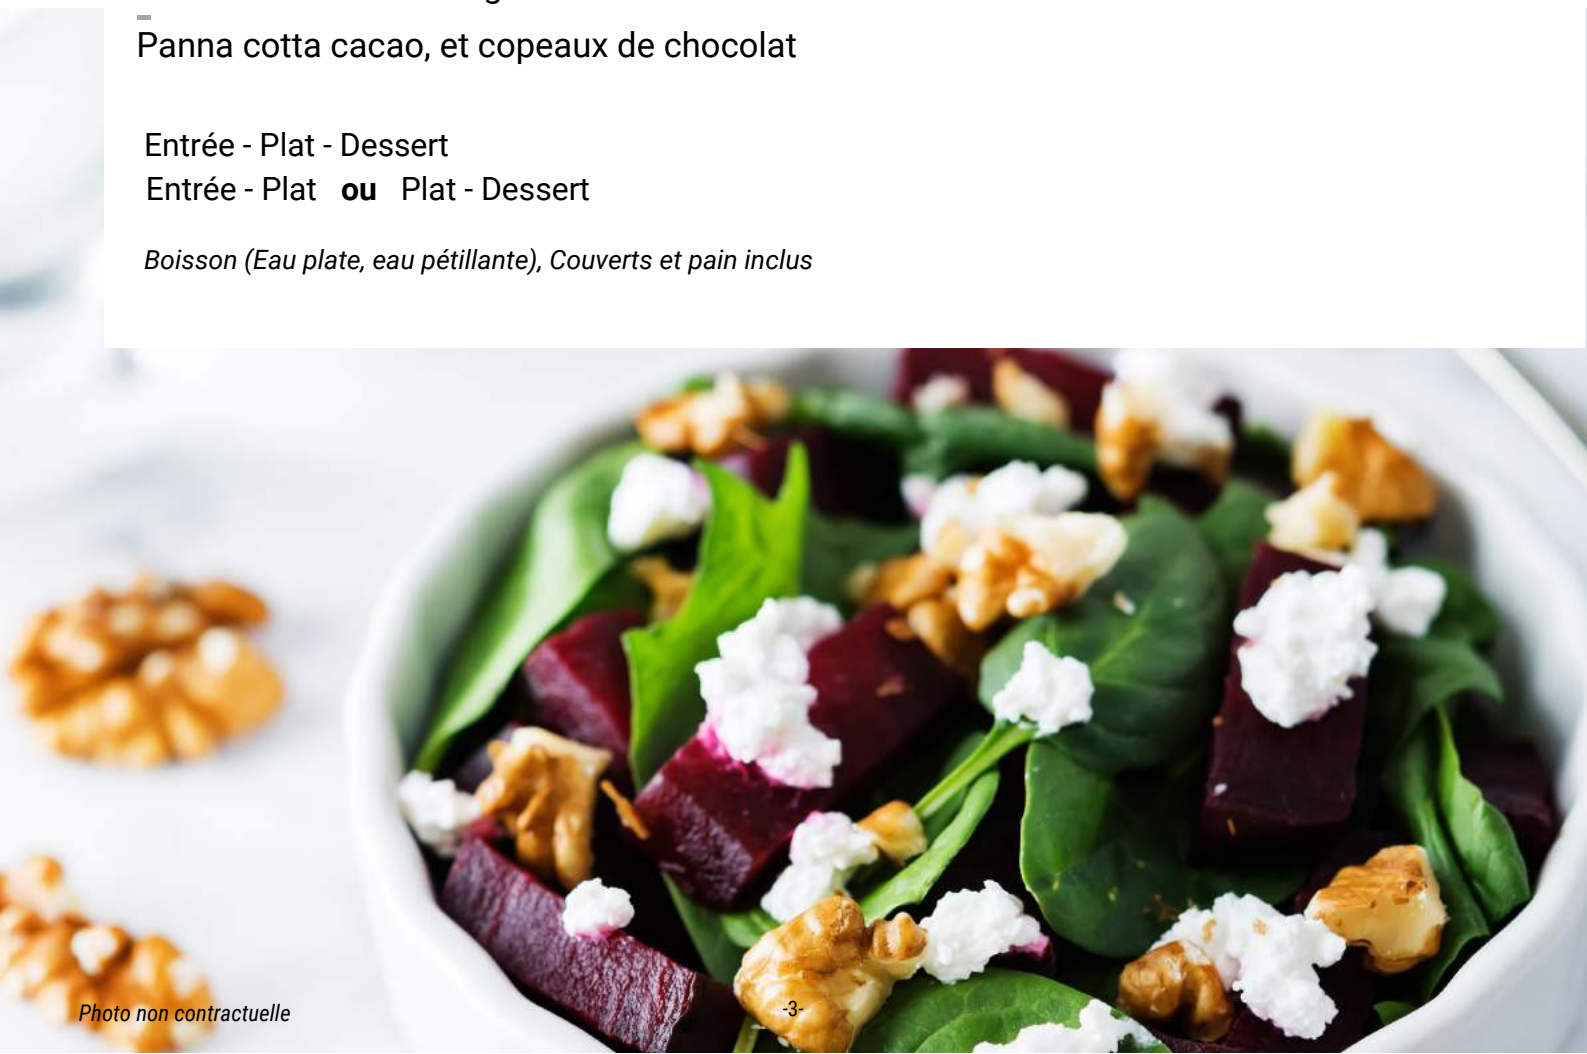 Panna cotta cacao, et copeaux de chocolat
Entrée - Plat - Dessert
Entrée - Plat ou Plat - Dessert
Boisson (Eau plate, eau pétillante), Couverts et pain inclus
Photo non contractuelle
-3-